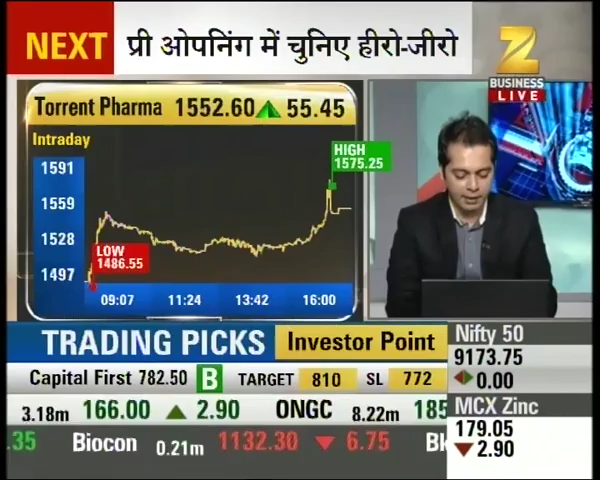 NEXT
प्री ओपनिंग में चुनिए हीरो-जीरो
Z
BUSINESS
LIVE
Torrent Pharma 1552.60 55.45
Intraday
1591
1559
1528
1497
HIGH
1575.25
LOW
1486.55
09:07 11:24 13:42 16:00
TRADING PICKS Investor Point
Capital First 782.50 B TARGET 810 SL 772
3.18m 166.00 2.90 ONGC 8.22m 185
.35 Biocon 0.21m 1132.30 6.75 Bk
Nifty 50
9173.75
0.00
MCX Zinc
179.05
2.90